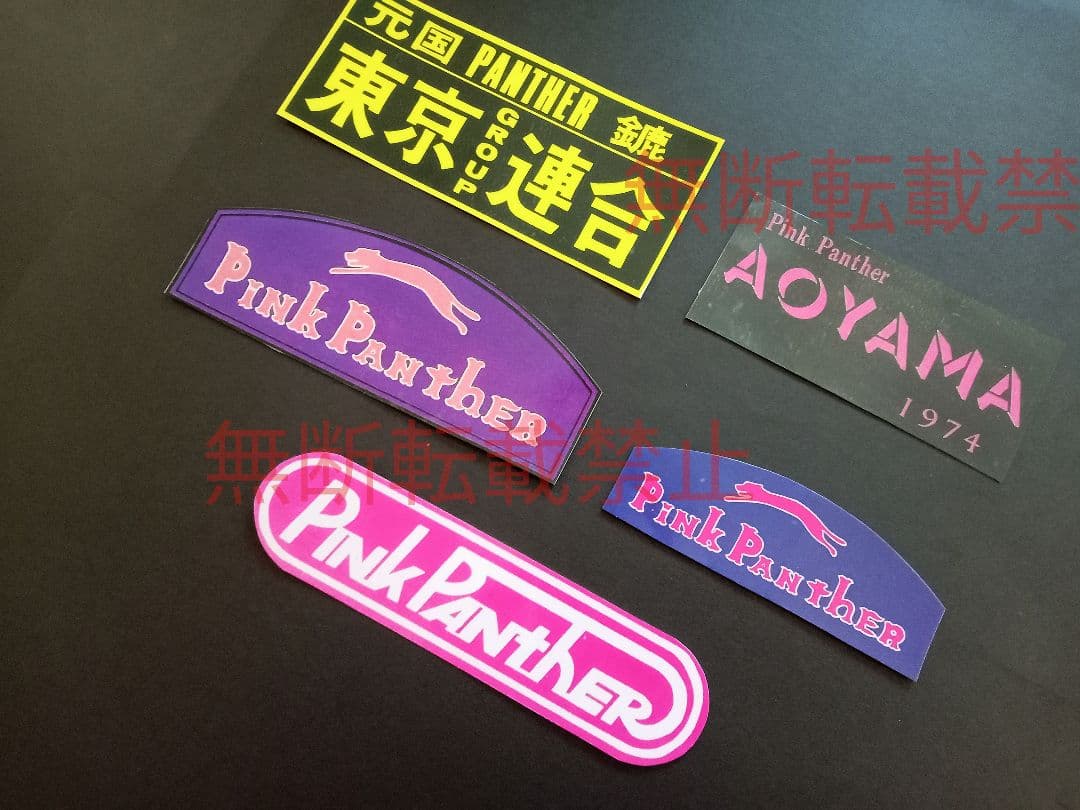 元国 PANTHER 鑣
東京 GROUP 連合
無断転載禁
Pink Panther
AOYAMA
1974
Pink Panther
無断転載禁止
Pink Panther
Pink Panther